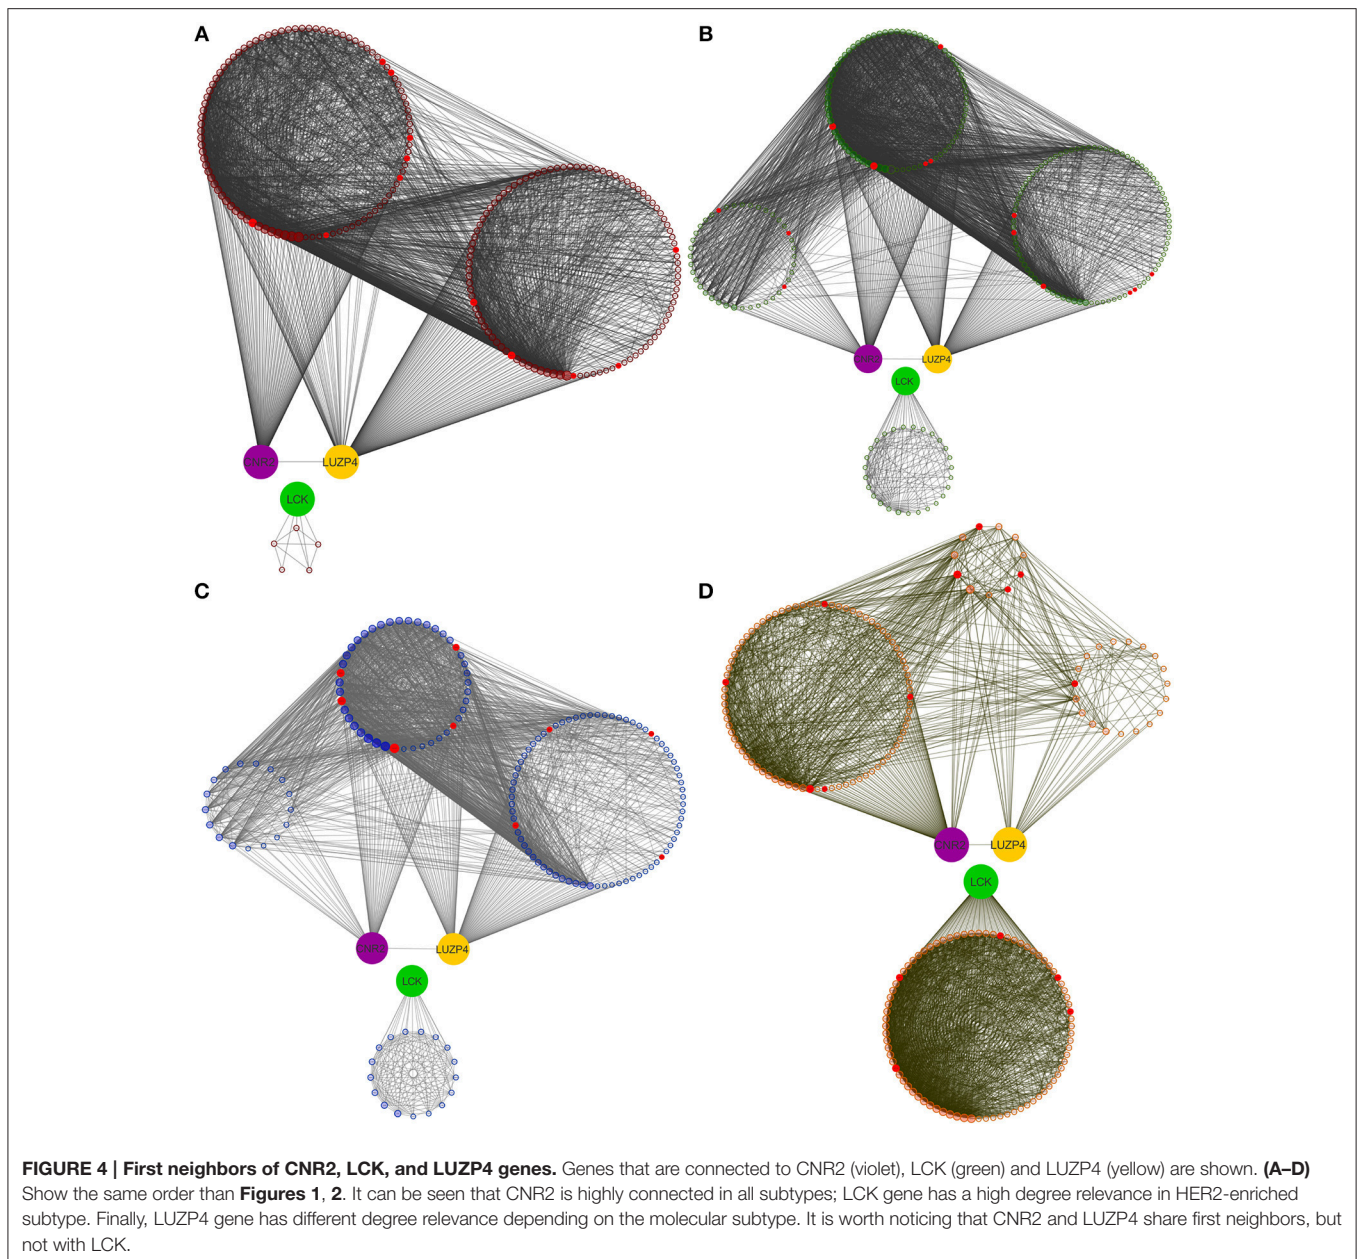 A
B
CNR2
LUZP4
LCK
CNR2
LUZP4
LCK
C
D
CNR2
LUZP4
LCK
CNR2
LUZP4
LCK
FIGURE 4 | First neighbors of CNR2, LCK, and LUZP4 genes. Genes that are connected to CNR2 (violet), LCK (green) and LUZP4 (yellow) are shown. (A–D)
Show the same order than Figures 1, 2. It can be seen that CNR2 is highly connected in all subtypes; LCK gene has a high degree relevance in HER2-enriched
subtype. Finally, LUZP4 gene has different degree relevance depending on the molecular subtype. It is worth noticing that CNR2 and LUZP4 share first neighbors, but
not with LCK.